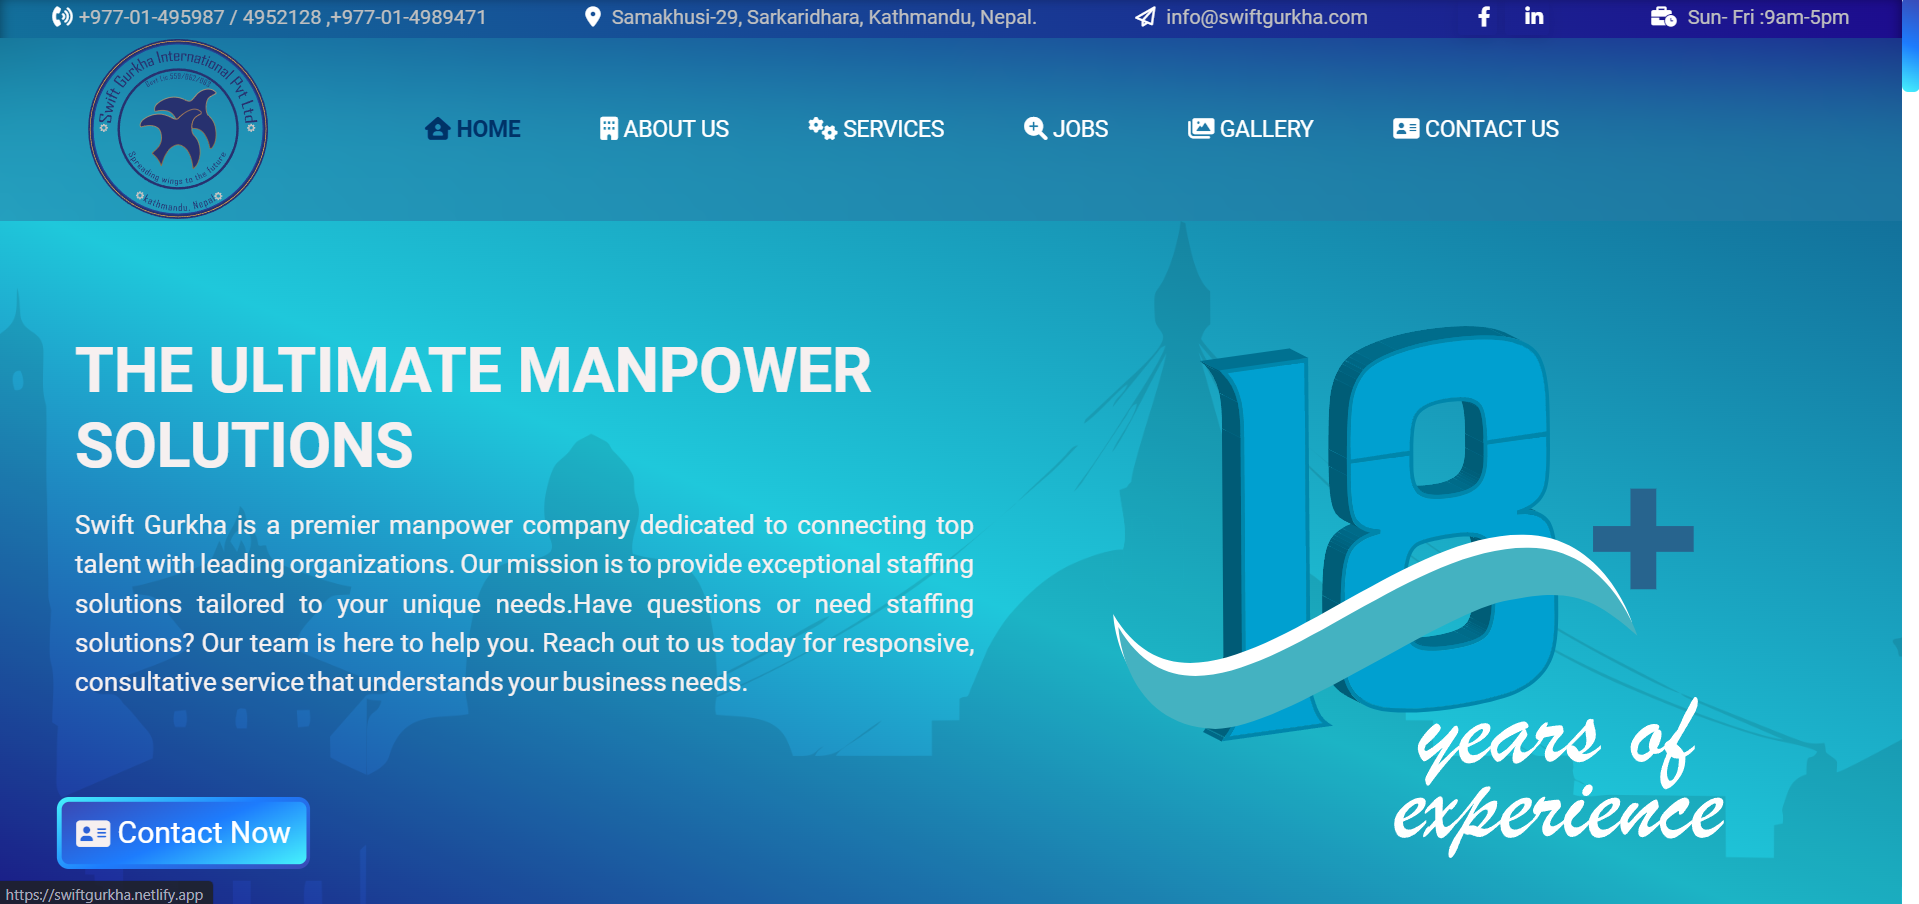 +977-01-495987 / 4952128 ,+977-01-4989471
Samakhusi-29, Sarkaridhara, Kathmandu, Nepal.
info@swiftgurkha.com
Sun- Fri :9am-5pm
Swift Gurkha International Pvt Ltd
Spreading wings to the future
Kathmandu, Nepal
HOME
ABOUT US
SERVICES
JOBS
GALLERY
CONTACT US
THE ULTIMATE MANPOWER
SOLUTIONS
Swift Gurkha is a premier manpower company dedicated to connecting top
talent with leading organizations. Our mission is to provide exceptional staffing
solutions tailored to your unique needs.Have questions or need staffing
solutions? Our team is here to help you. Reach out to us today for responsive,
consultative service that understands your business needs.
18+
years of
experience
Contact Now
https://swiftgurkha.netlify.app